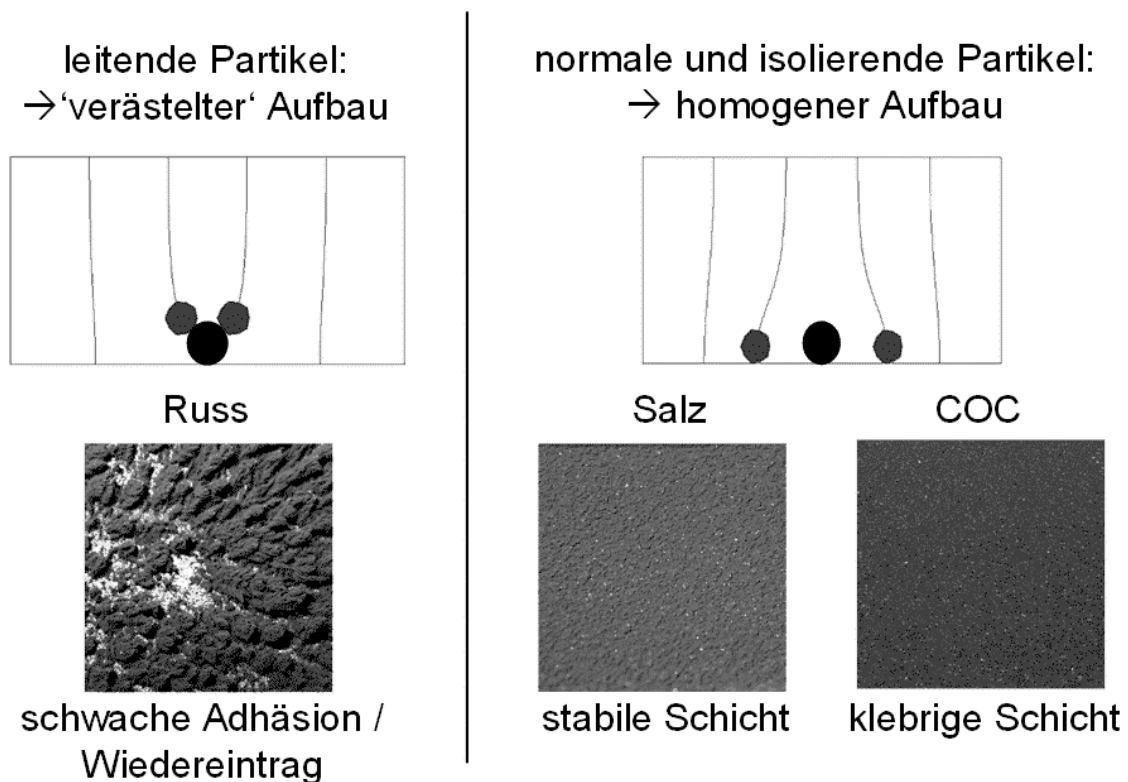 leitende Partikel:
→‘verästelter‘ Aufbau
Russ
schwache Adhäsion /
Wiedereintrag
normale und isolierende Partikel:
→ homogener Aufbau
Salz
COC
stabile Schicht
klebrige Schicht